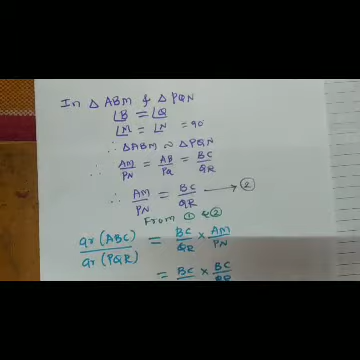 In △ ABM & △ PQN
∠B = ∠Q
∠M = ∠N = 90
∴ △ABM ~ △PQN
∴ AM/PN = AB/PQ = BC/QR
∴ AM/PN = BC/QR → ②
From ① & ②
ar(ABC)/ar(PQR) = BC/QR × AM/PN
= BC/QR × BC/QR